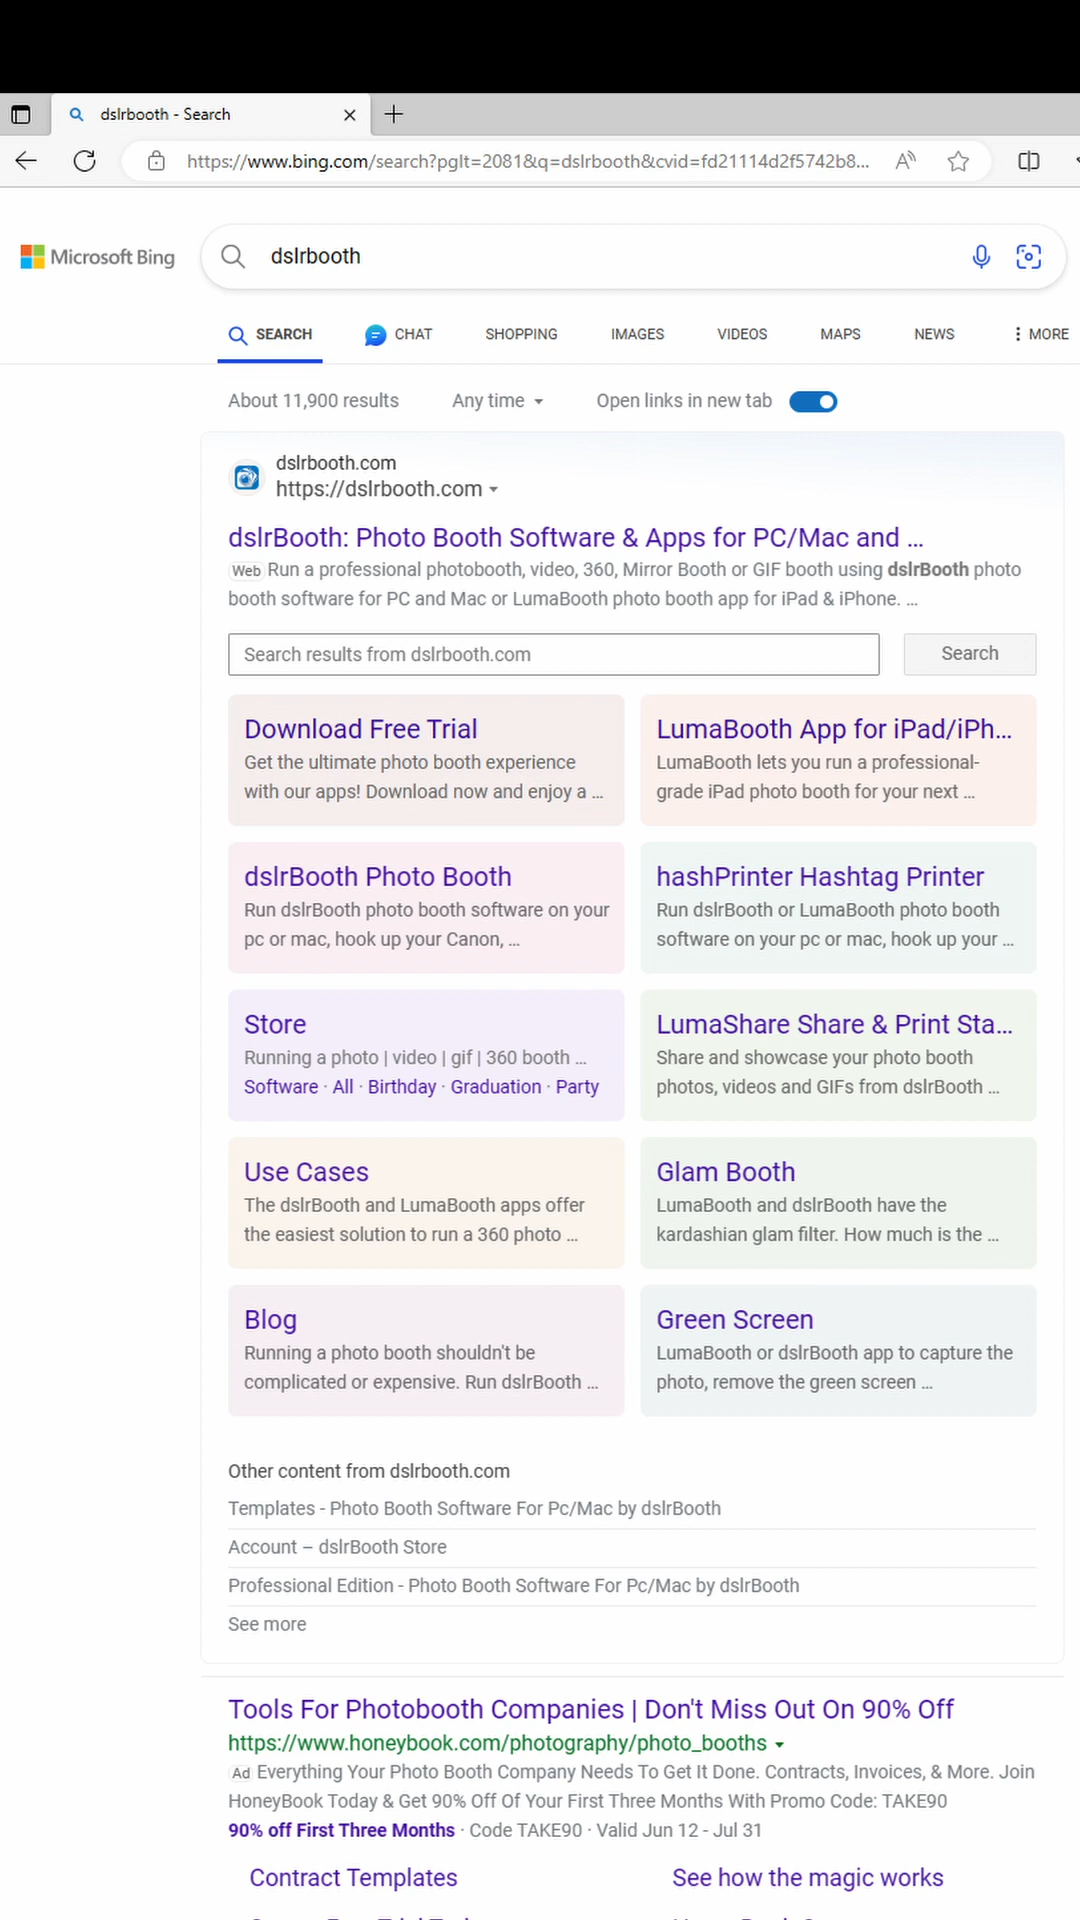 dslrbooth - Search
https://www.bing.com/search?pglt=2081&q=dslrbooth&cvid=fd21114d2f5742b8...
Microsoft Bing
dslrbooth
SEARCH
CHAT
SHOPPING
IMAGES
VIDEOS
MAPS
NEWS
MORE
About 11,900 results
Any time
Open links in new tab
dslrbooth.com
https://dslrbooth.com
dslrBooth: Photo Booth Software & Apps for PC/Mac and ...
Web Run a professional photobooth, video, 360, Mirror Booth or GIF booth using dslrBooth photo
booth software for PC and Mac or LumaBooth photo booth app for iPad & iPhone. ...
Search results from dslrbooth.com
Search
Download Free Trial
Get the ultimate photo booth experience
with our apps! Download now and enjoy a ...
LumaBooth App for iPad/iPh...
LumaBooth lets you run a professional-
grade iPad photo booth for your next ...
dslrBooth Photo Booth
Run dslrBooth photo booth software on your
pc or mac, hook up your Canon, ...
hashPrinter Hashtag Printer
Run dslrBooth or LumaBooth photo booth
software on your pc or mac, hook up your ...
Store
Running a photo | video | gif | 360 booth ...
Software · All · Birthday · Graduation · Party
LumaShare Share & Print Sta...
Share and showcase your photo booth
photos, videos and GIFs from dslrBooth ...
Use Cases
The dslrBooth and LumaBooth apps offer
the easiest solution to run a 360 photo ...
Glam Booth
LumaBooth and dslrBooth have the
kardashian glam filter. How much is the ...
Blog
Running a photo booth shouldn't be
complicated or expensive. Run dslrBooth ...
Green Screen
LumaBooth or dslrBooth app to capture the
photo, remove the green screen ...
Other content from dslrbooth.com
Templates - Photo Booth Software For Pc/Mac by dslrBooth
Account – dslrBooth Store
Professional Edition - Photo Booth Software For Pc/Mac by dslrBooth
See more
Tools For Photobooth Companies | Don't Miss Out On 90% Off
https://www.honeybook.com/photography/photo_booths
Ad Everything Your Photo Booth Company Needs To Get It Done. Contracts, Invoices, & More. Join
HoneyBook Today & Get 90% Off Of Your First Three Months With Promo Code: TAKE90
90% off First Three Months · Code TAKE90 · Valid Jun 12 - Jul 31
Contract Templates
See how the magic works